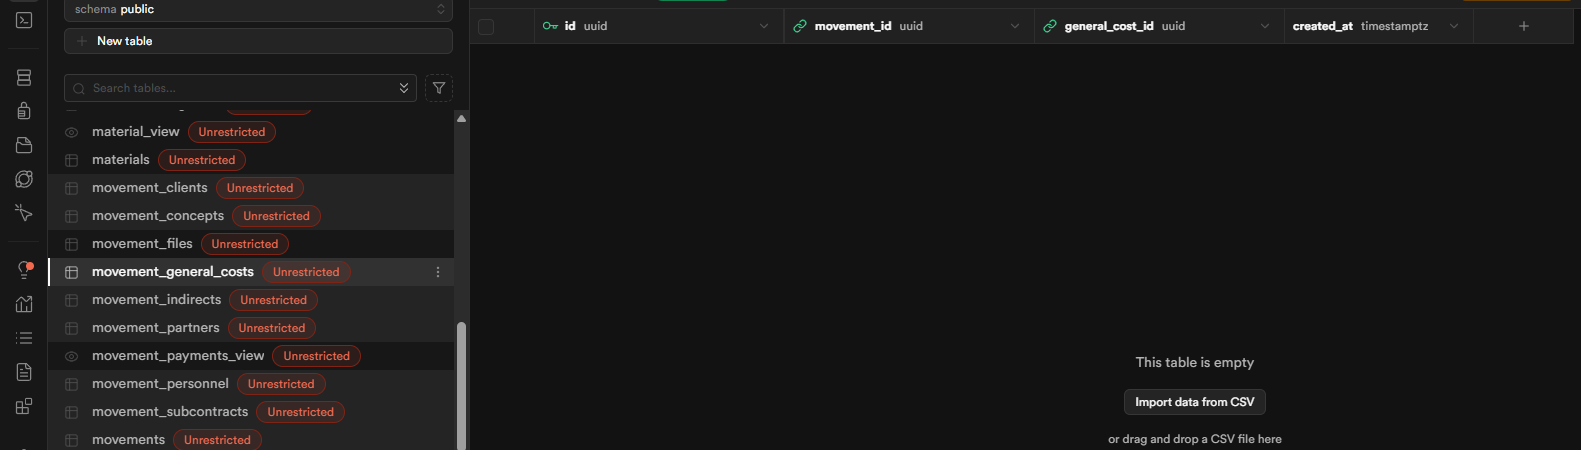 schema public
New table
Search tables...
material_view Unrestricted
materials Unrestricted
movement_clients Unrestricted
movement_concepts Unrestricted
movement_files Unrestricted
movement_general_costs Unrestricted
movement_indirects Unrestricted
movement_partners Unrestricted
movement_payments_view Unrestricted
movement_personnel Unrestricted
movement_subcontracts Unrestricted
movements Unrestricted
id uuid movement_id uuid general_cost_id uuid created_at timestamptz
This table is empty
Import data from CSV
or drag and drop a CSV file here